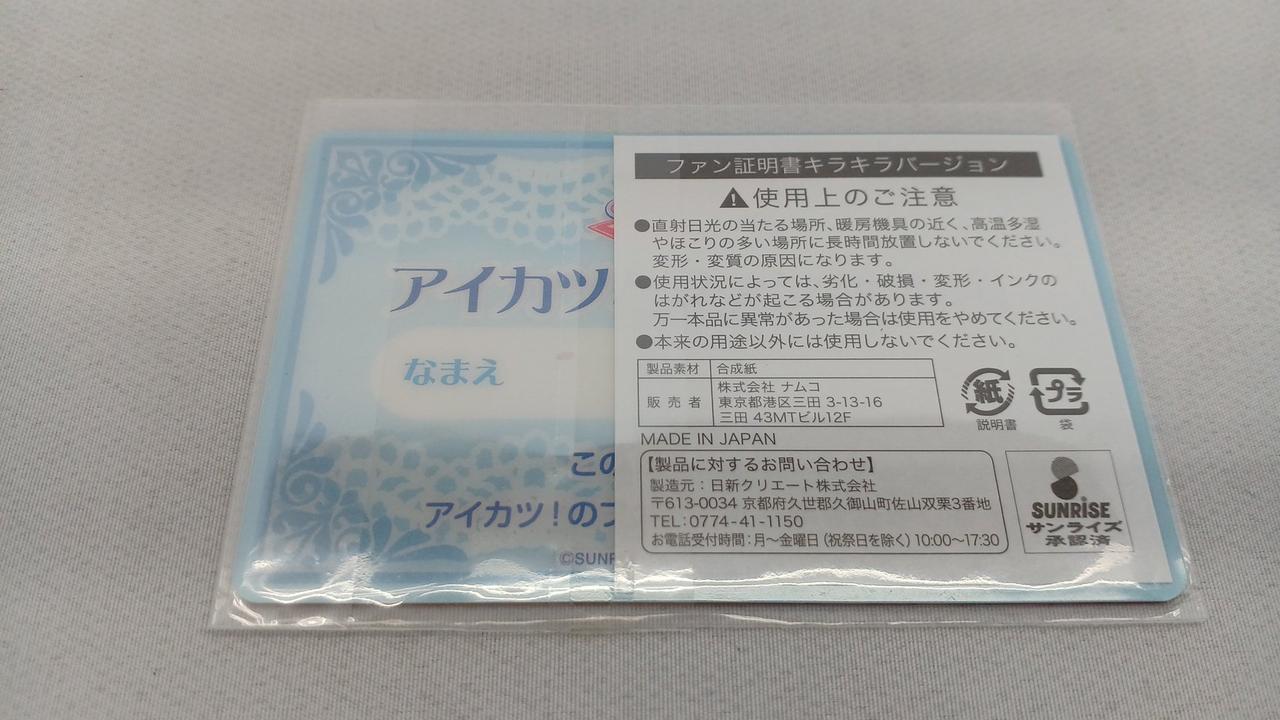 アイカツ
なまえ
この
アイカツ!のフ
©SUNR
ファン証明書キラキラバージョン
使用上のご注意
●直射日光の当たる場所、暖房機具の近く、高温多湿
やほこりの多い場所に長時間放置しないでください。
変形・変質の原因になります。
●使用状況によっては、劣化・破損・変形・インクの
はがれなどが起こる場合があります。
万一本品に異常があった場合は使用をやめてください。
●本来の用途以外には使用しないでください。
製品素材 合成紙
販売者 株式会社 ナムコ
東京都港区三田 3-13-16
三田 43MTビル12F
紙
説明書
プラ
袋
MADE IN JAPAN
【製品に対するお問い合わせ】
製造元:日新クリエート株式会社
〒613-0034 京都府久世郡久御山町佐山双栗3番地
TEL:0774-41-1150
お電話受付時間:月~金曜日(祝祭日を除く)10:00~17:30
SUNRISE
サンライズ
承認済